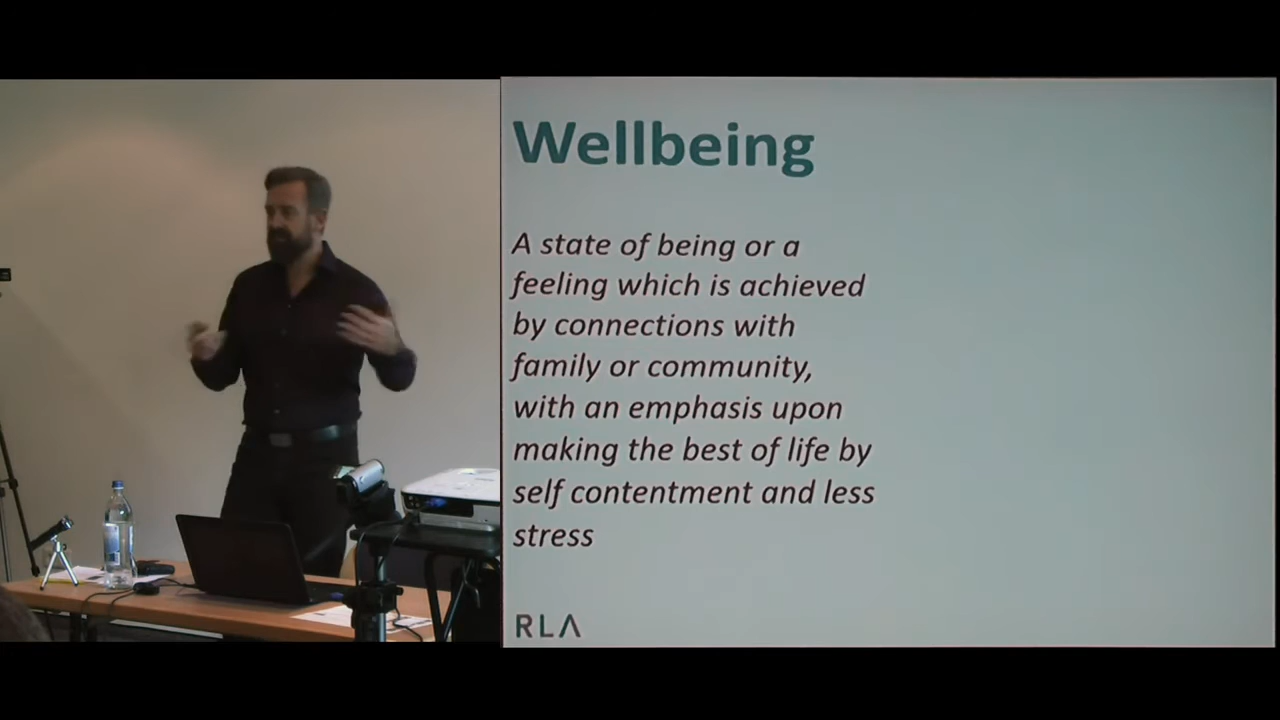 Wellbeing
A state of being or a
feeling which is achieved
by connections with
family or community,
with an emphasis upon
making the best of life by
self contentment and less
stress
RLA